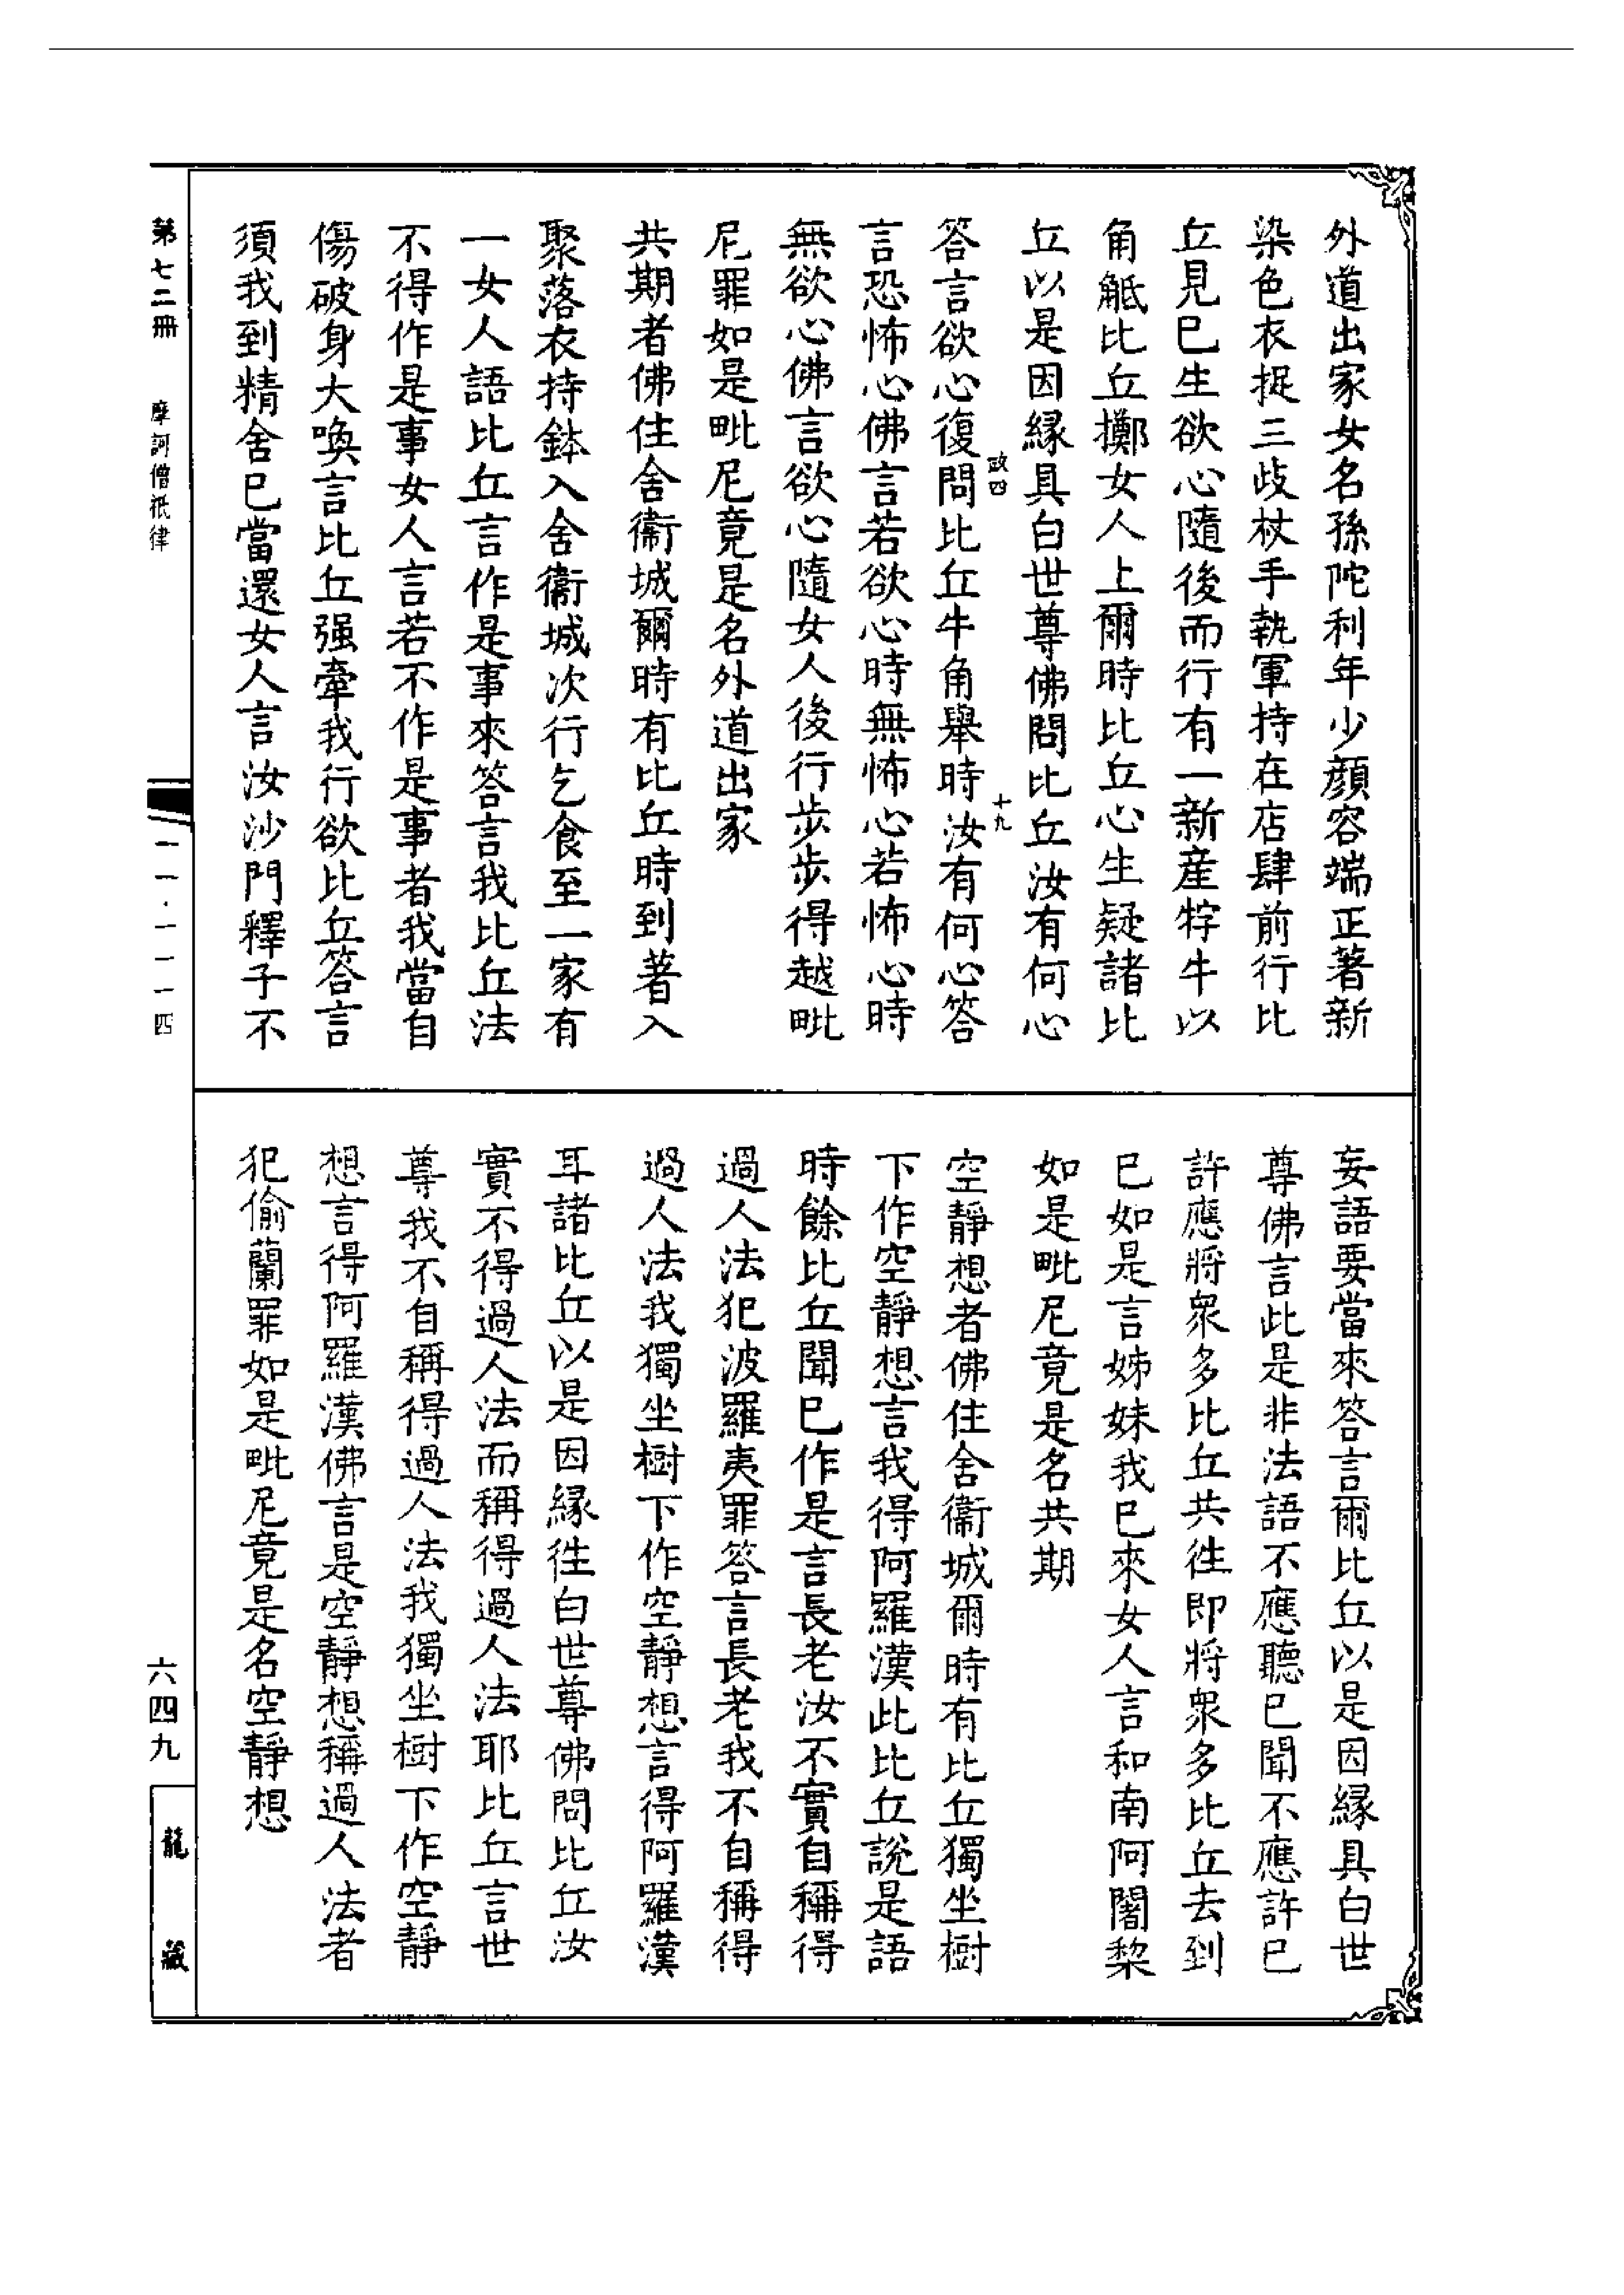 外道出家女名孫陀利年少顏容端正著新
染色衣捉三歧杖手執軍持在店肆前行比
丘見已生欲心隨後而行有一新產牸牛以
角觝比丘擲女人上爾時比丘心生疑諸比
丘以是因緣具白世尊佛問比丘汝有何心
政四
十九
答言欲心復問比丘牛角舉時汝有何心答
言恐怖心佛言若欲心時無怖心若怖心時
無欲心佛言欲心隨女人後行步步得越毗
尼罪如是毗尼竟是名外道出家
共期者佛住舍衞城爾時有比丘時到著入
聚落衣持鉢入舍衞城次行乞食至一家有
一女人語比丘言作是事來答言我比丘法
不得作是事女人言若不作是事者我當自
傷破身大喚言比丘强牽我行欲比丘答言
須我到精舍已當還女人言汝沙門釋子不
妄語要當來答言爾比丘以是因緣具白世
尊佛言此是非法語不應聽已聞不應許已
許應將衆多比丘共往即將衆多比丘去到
已如是言姊妹我已來女人言和南阿闍棃
如是毗尼竟是名共期
空靜想者佛住舍衞城爾時有比丘獨坐樹
下作空靜想言我得阿羅漢此比丘說是語
時餘比丘聞已作是言長老汝不實自稱得
過人法犯波羅夷罪答言長老我不自稱得
過人法我獨坐樹下作空靜想言得阿羅漢
耳諸比丘以是因緣往白世尊佛問比丘汝
實不得過人法而稱得過人法耶比丘言世
尊我不自稱得過人法我獨坐樹下作空靜
想言得阿羅漢佛言是空靜想稱過人法者
犯偷蘭罪如是毗尼竟是名空靜想
第七二冊
摩訶僧祇律
一一·一一一四
六四九
龍藏